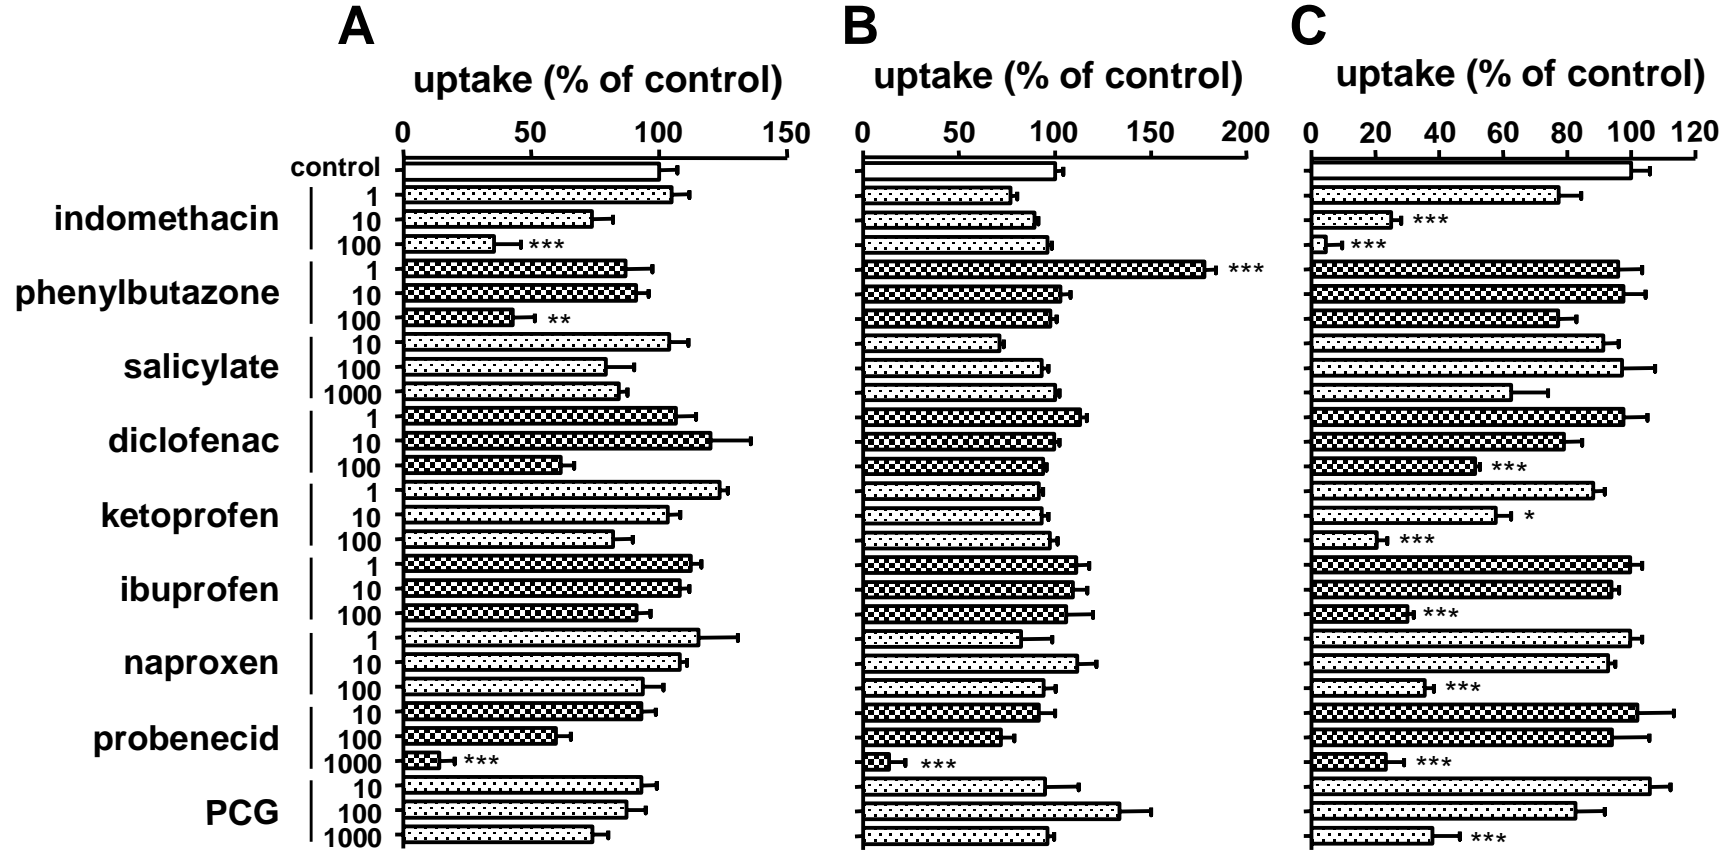 A B C
uptake (% of control) uptake (% of control) uptake (% of control)
0 50 100 150 0 50 100 150 200 0 20 40 60 80 100 120
control
1
indomethacin 10 ***
100 *** ***
1 ***
phenylbutazone 10
100 **
10
salicylate 100
1000
1
diclofenac 10
100 ***
1
ketoprofen 10 *
100 ***
1
ibuprofen 10
100 ***
1
naproxen 10
100 ***
10
probenecid 100
1000 *** *** ***
10
PCG 100
1000 ***